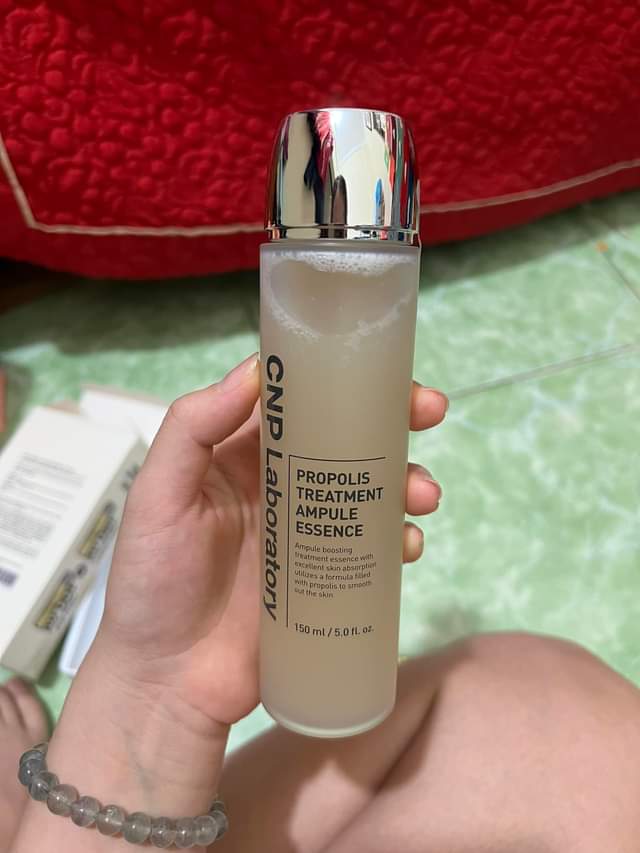 CNP Laboratory
PROPOLIS
TREATMENT
AMPULE
ESSENCE
Ampule boosting
treatment essence with
excellent skin absorption
utilizes a formula filled
with propolis to smooth
out the skin
150 ml / 5.0 fl. oz.